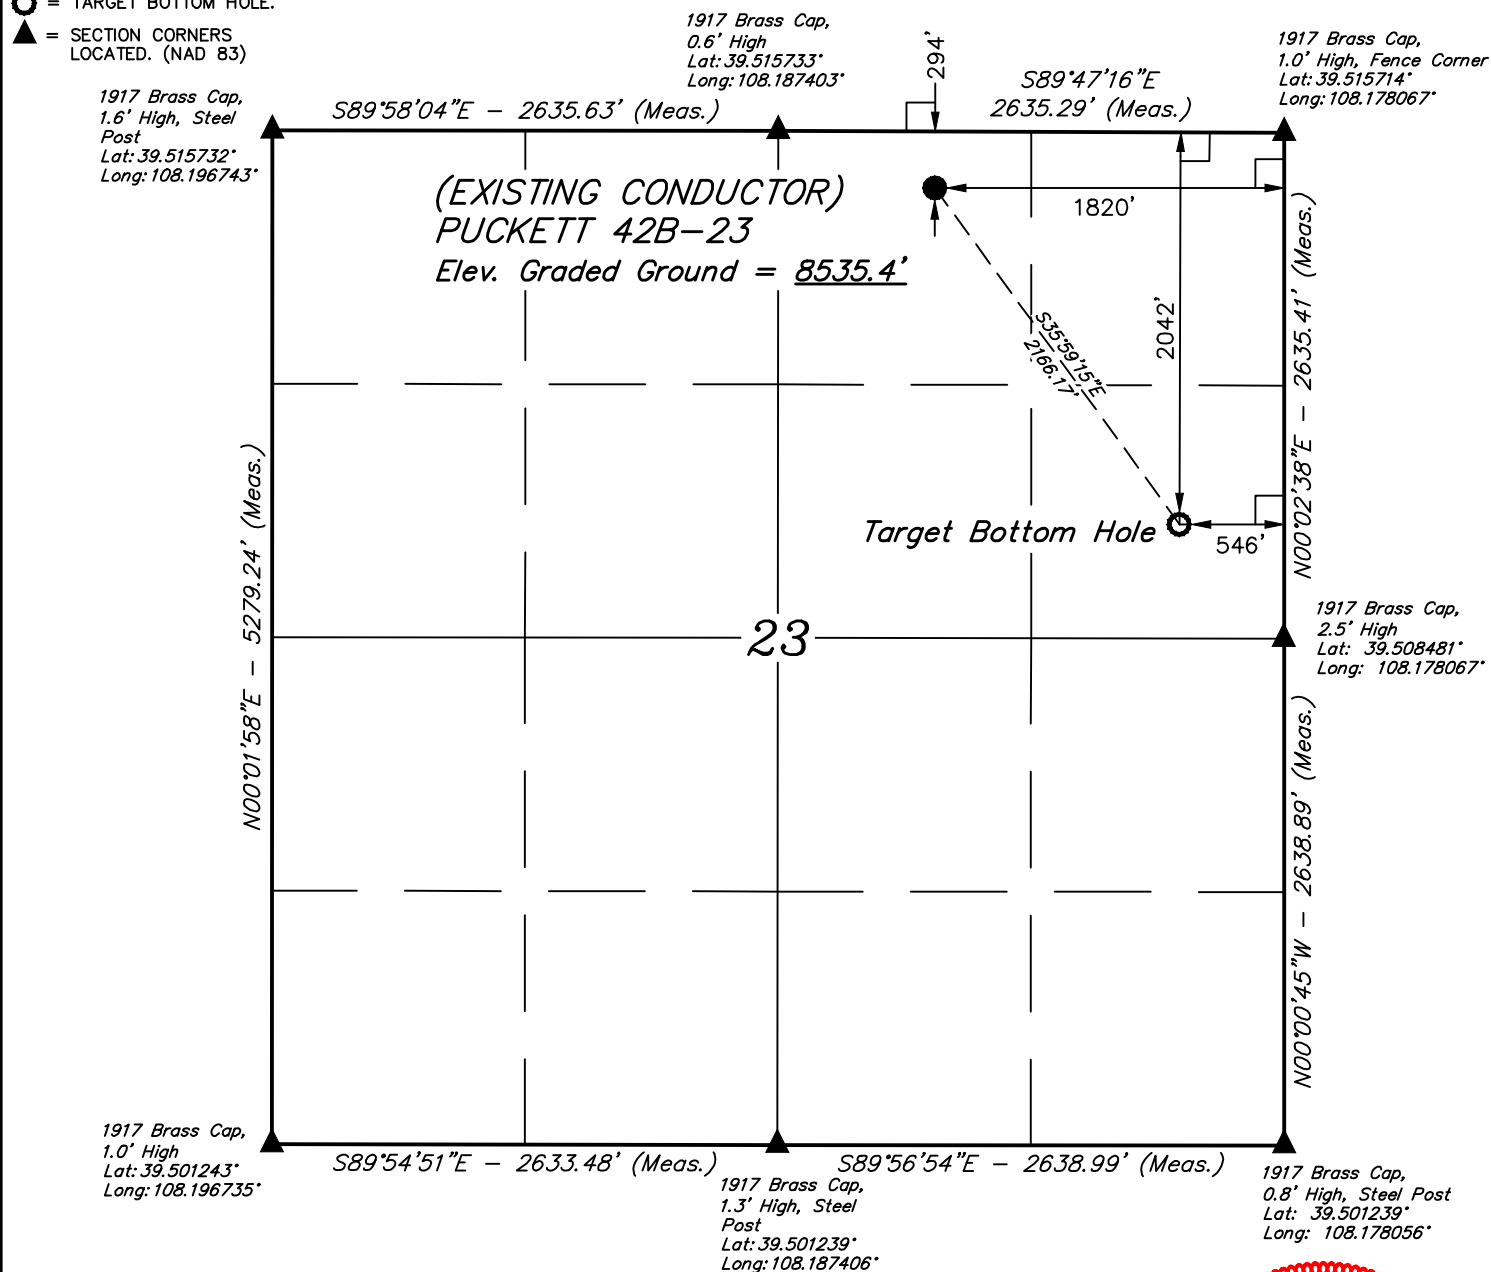 = TARGET BOTTOM HOLE.
= SECTION CORNERS
LOCATED. (NAD 83)
1917 Brass Cap,
1.6' High, Steel
Post
Lat: 39.515732°
Long: 108.196743°
S89°58'04"E - 2635.63' (Meas.)
1917 Brass Cap,
0.6' High
Lat: 39.515733°
Long: 108.187403°
294'
S89°47'16"E
2635.29' (Meas.)
1917 Brass Cap,
1.0' High, Fence Corner
Lat: 39.515714°
Long: 108.178067°
(EXISTING CONDUCTOR)
PUCKETT 42B-23
Elev. Graded Ground = 8535.4'
1820'
2042'
S35°59'15"E
2166.17'
N00°02'38"E - 2635.41' (Meas.)
Target Bottom Hole
546'
N00°01'58"E - 5279.24' (Meas.)
23
1917 Brass Cap,
2.5' High
Lat: 39.508481°
Long: 108.178067°
N00°00'45"W - 2638.89' (Meas.)
1917 Brass Cap,
1.0' High
Lat: 39.501243°
Long: 108.196735°
S89°54'51"E - 2633.48' (Meas.)
1917 Brass Cap,
1.3' High, Steel
Post
Lat: 39.501239°
Long: 108.187406°
S89°56'54"E - 2638.99' (Meas.)
1917 Brass Cap,
0.8' High, Steel Post
Lat: 39.501239°
Long: 108.178056°